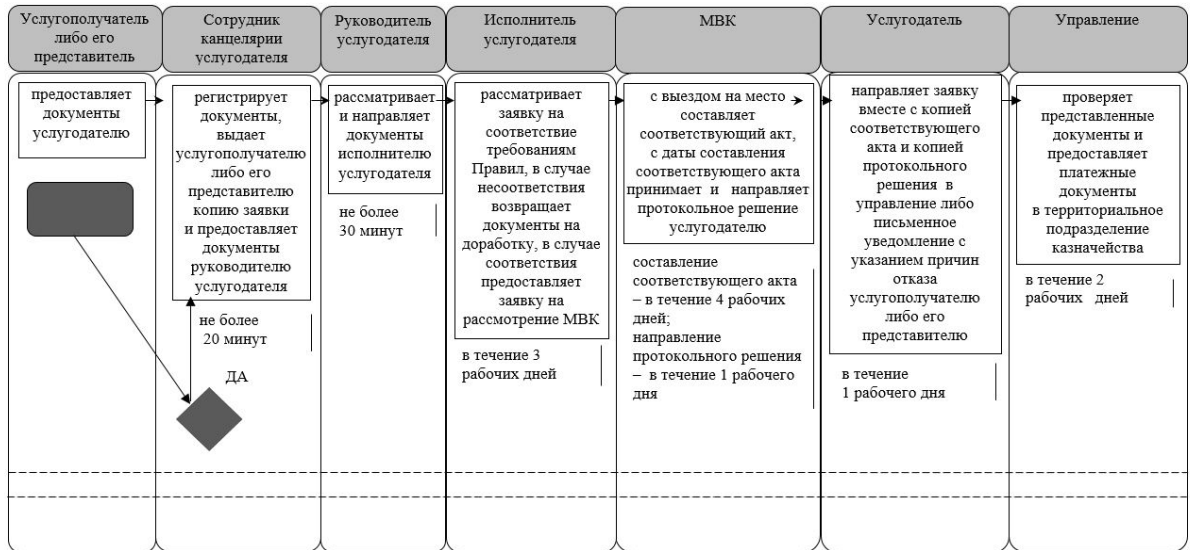 Услугополучатель
либо его
представитель
Сотрудник
канцелярии
услугодателя
Руководитель
услугодателя
Исполнитель
услугодателя
МВК
Услугодатель
Управление
предоставляет
документы
услугодателю
регистрирует
документы,
выдает
услугополучателю
либо его
представителю
копию заявки
и предоставляет
документы
руководителю
услугодателя
не более
20 минут
ДА
рассматривает
и направляет
документы
исполнителю
услугодателя
не более
30 минут
рассматривает
заявку на
соответствие
требованиям
Правил, в случае
несоответствия
возвращает
документы на
доработку, в случае
соответствия
предоставляет
заявку на
рассмотрение МВК
в течение 3
рабочих дней
с выездом на место
составляет
соответствующий акт,
с даты составления
соответствующего акта
принимает и направляет
протокольное решение
услугодателю
составление
соответствующего акта
– в течение 4 рабочих
дней;
направление
протокольного решения
– в течение 1 рабочего
дня
направляет заявку
вместе с копией
соответствующего
акта и копией
протокольного
решения в
управление либо
письменное
уведомление с
указанием причин
отказа
услугополучателю
либо его
представителю
в течение
1 рабочего дня
проверяет
представленные
документы и
предоставляет
платежные
документы
в территориальное
подразделение
казначейства
в течение 2
рабочих дней